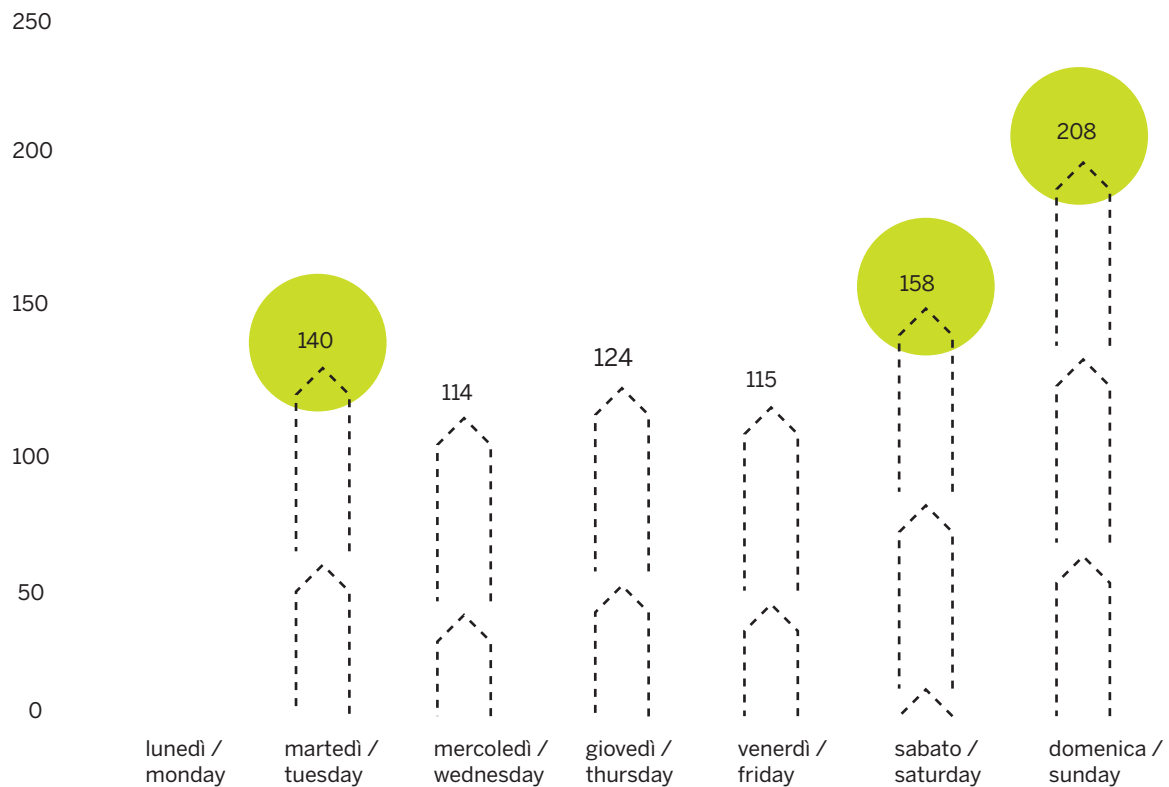 250
200
150
100
50
0
140
114
124
115
158
208
lunedì /
monday
martedì /
tuesday
mercoledì /
wednesday
giovedì /
thursday
venerdì /
friday
sabato /
saturday
domenica /
sunday